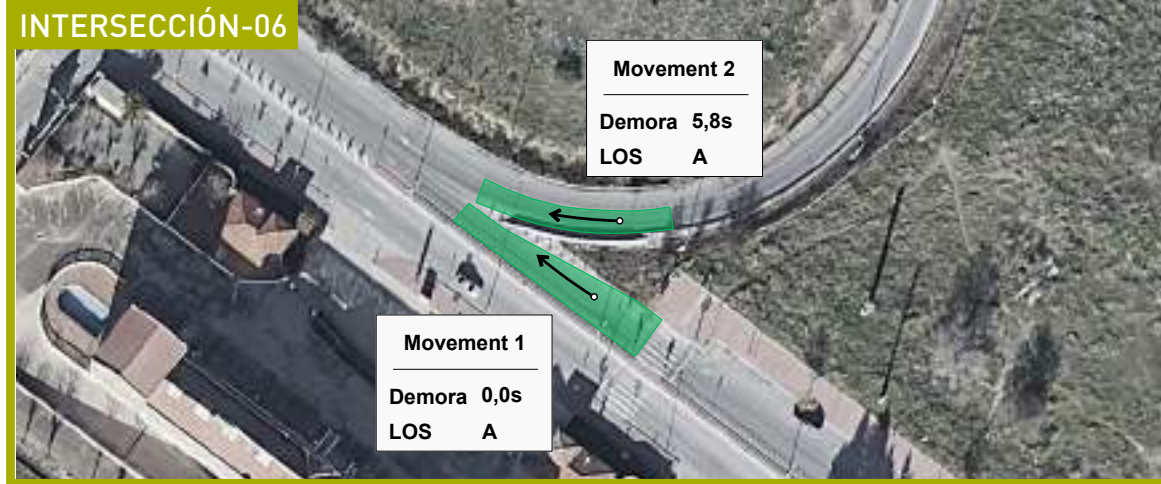 INTERSECCIÓN-06
Movement 2
Demora 5,8s
LOS A
Movement 1
Demora 0,0s
LOS A